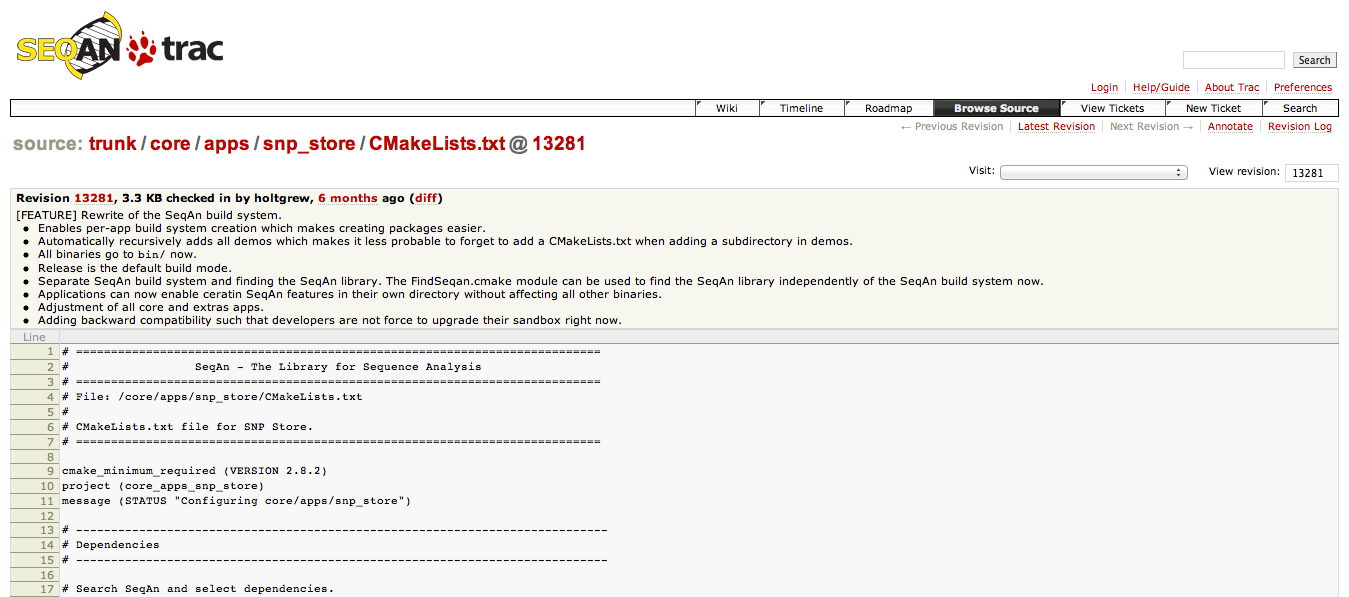 SEQAN trac
Search
Login Help/Guide About Trac Preferences
Wiki Timeline Roadmap Browse Source View Tickets New Ticket Search
← Previous Revision Latest Revision Next Revision → Annotate Revision Log
source: trunk / core / apps / snp_store / CMakeLists.txt @ 13281
Visit: View revision: 13281
Revision 13281, 3.3 KB checked in by holtgrew, 6 months ago (diff)
[FEATURE] Rewrite of the SeqAn build system.
● Enables per-app build system creation which makes creating packages easier.
● Automatically recursively adds all demos which makes it less probable to forget to add a CMakeLists.txt when adding a subdirectory in demos.
● All binaries go to bin/ now.
● Release is the default build mode.
● Separate SeqAn build system and finding the SeqAn library. The FindSeqan.cmake module can be used to find the SeqAn library independently of the SeqAn build system now.
● Applications can now enable ceratin SeqAn features in their own directory without affecting all other binaries.
● Adjustment of all core and extras apps.
● Adding backward compatibility such that developers are not force to upgrade their sandbox right now.
Line
1 # ===========================================================================
2 # SeqAn - The Library for Sequence Analysis
3 # ===========================================================================
4 # File: /core/apps/snp_store/CMakeLists.txt
5 #
6 # CMakeLists.txt file for SNP Store.
7 # ===========================================================================
8
9 cmake_minimum_required (VERSION 2.8.2)
10 project (core_apps_snp_store)
11 message (STATUS "Configuring core/apps/snp_store")
12
13 # ----------------------------------------------------------------------------
14 # Dependencies
15 # ----------------------------------------------------------------------------
16
17 # Search SeqAn and select dependencies.